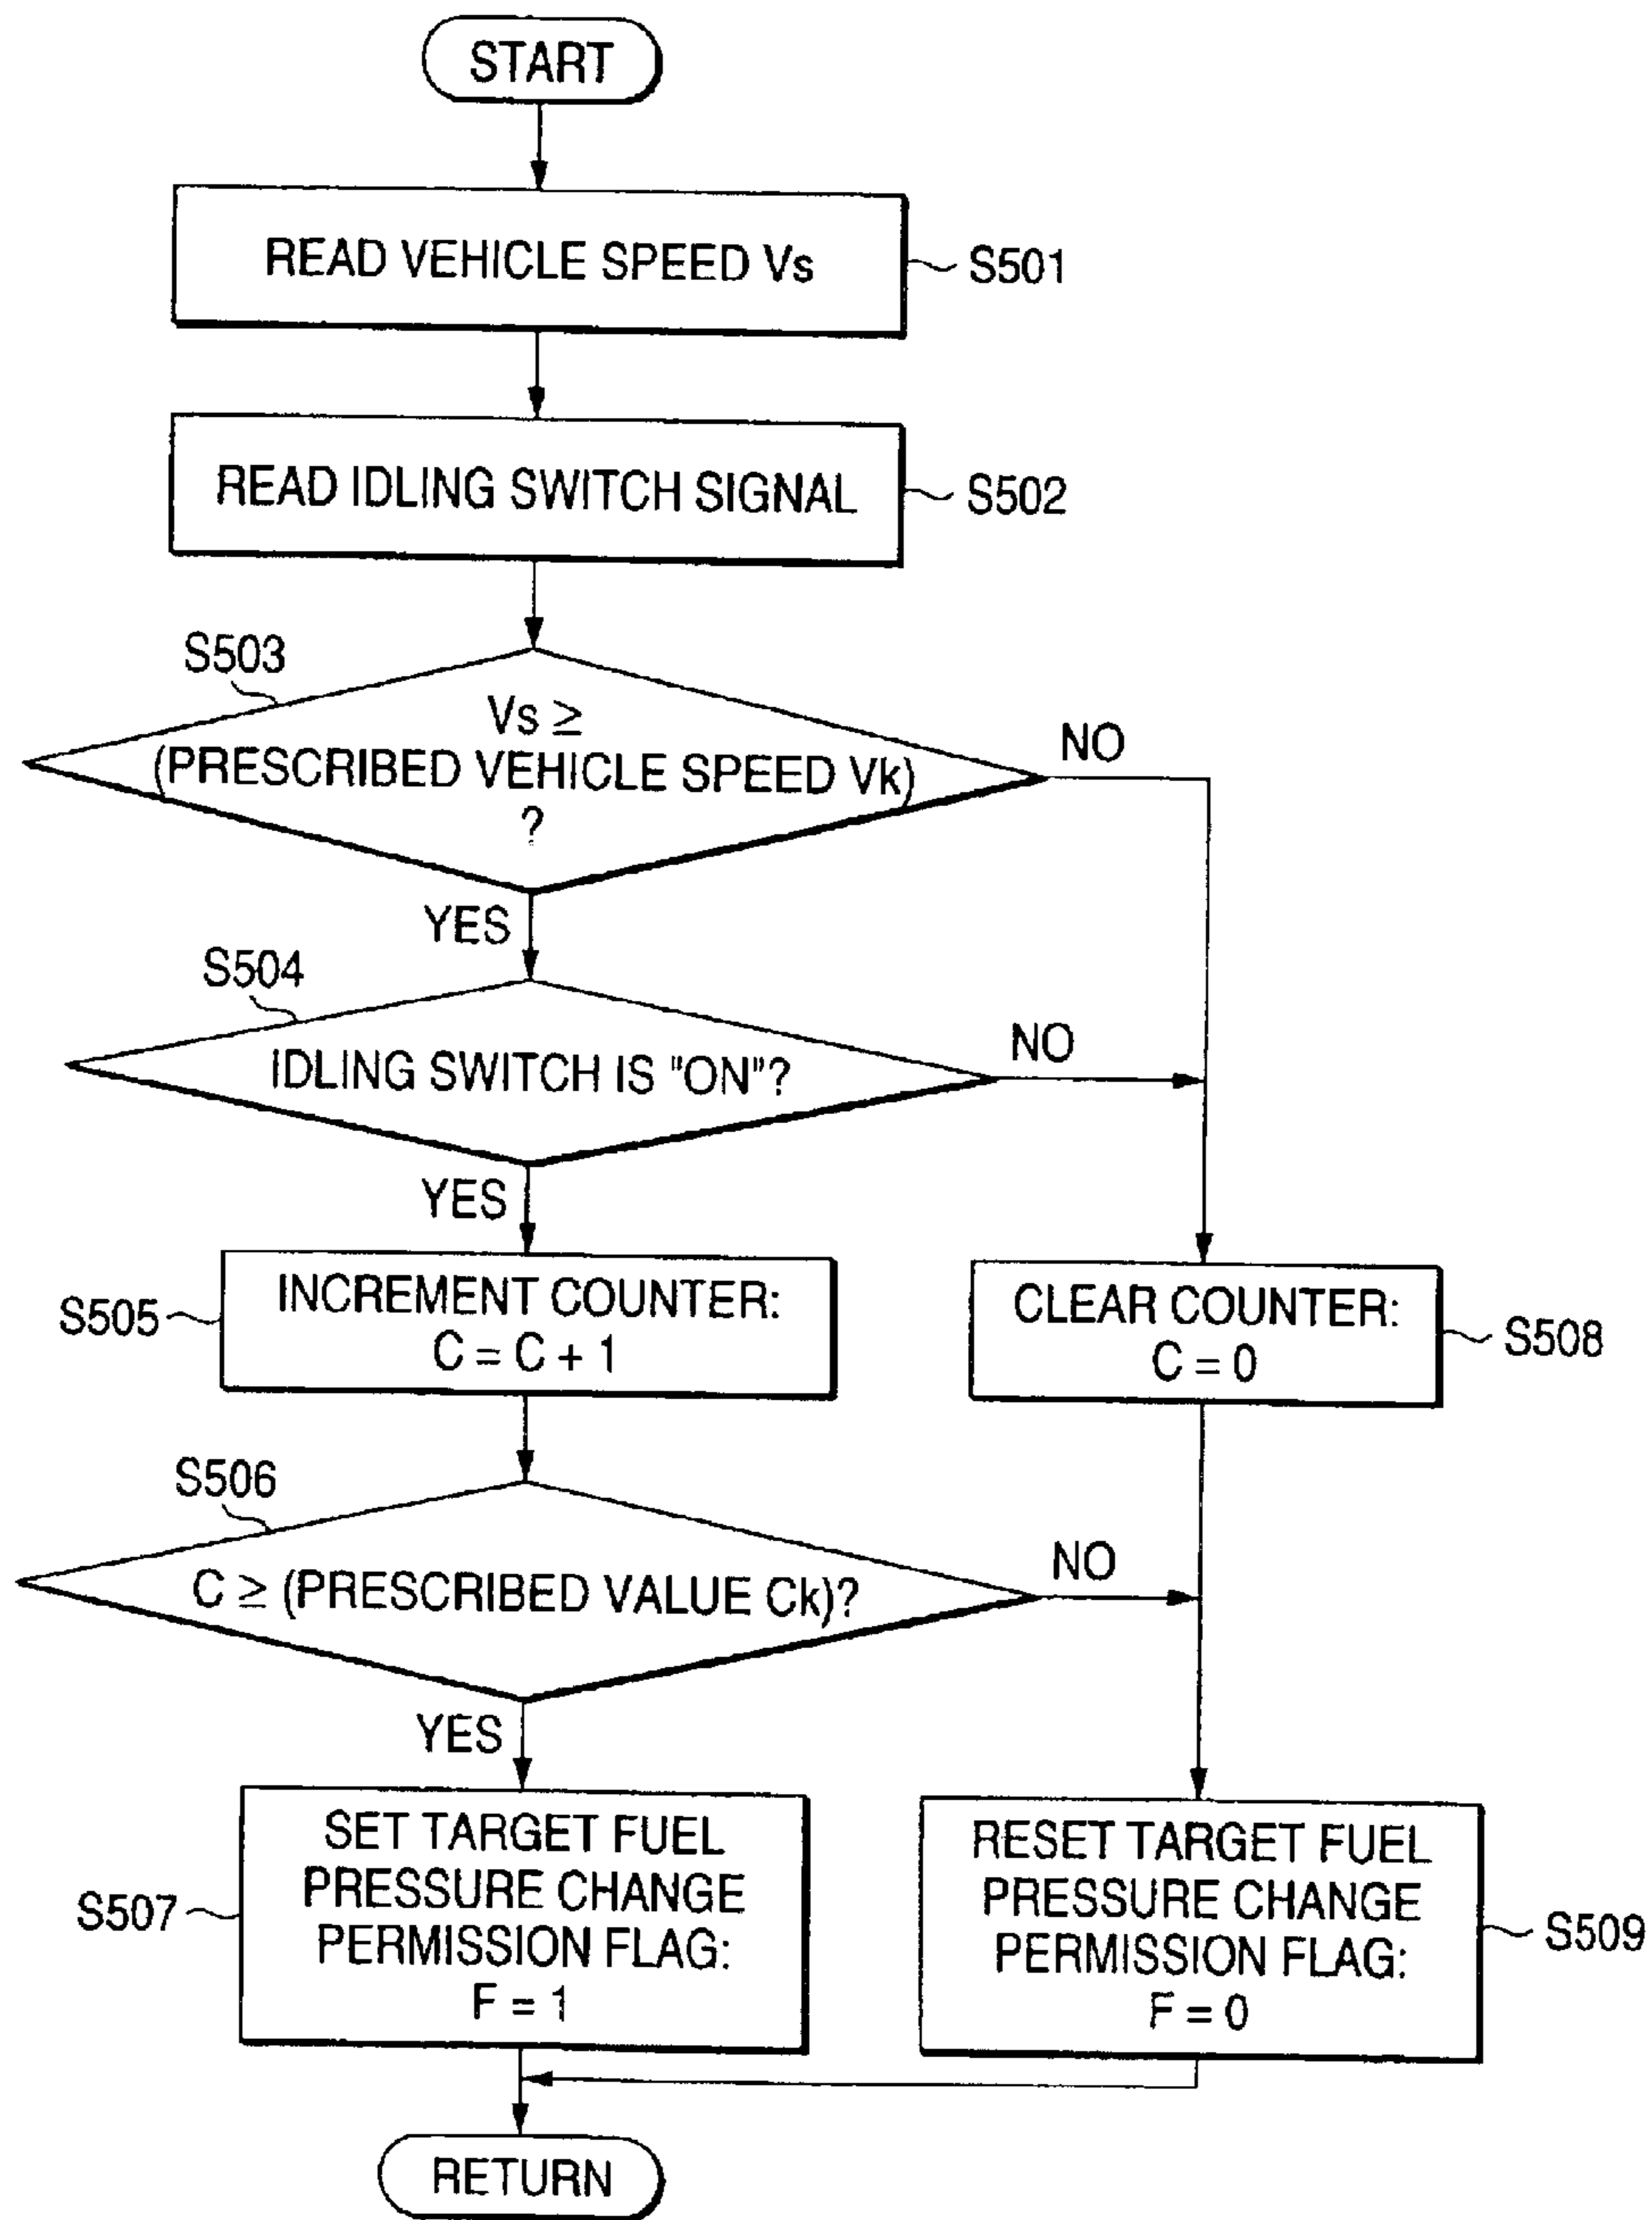 START
READ VEHICLE SPEED Vs
S501
READ IDLING SWITCH SIGNAL
S502
S503
Vs ≥
(PRESCRIBED VEHICLE SPEED Vk)
?
NO
YES
S504
IDLING SWITCH IS "ON"?
NO
YES
S505
INCREMENT COUNTER:
C = C + 1
CLEAR COUNTER:
C = 0
S508
S506
C ≥ (PRESCRIBED VALUE Ck)?
NO
YES
S507
SET TARGET FUEL
PRESSURE CHANGE
PERMISSION FLAG:
F = 1
RESET TARGET FUEL
PRESSURE CHANGE
PERMISSION FLAG:
F = 0
S509
RETURN